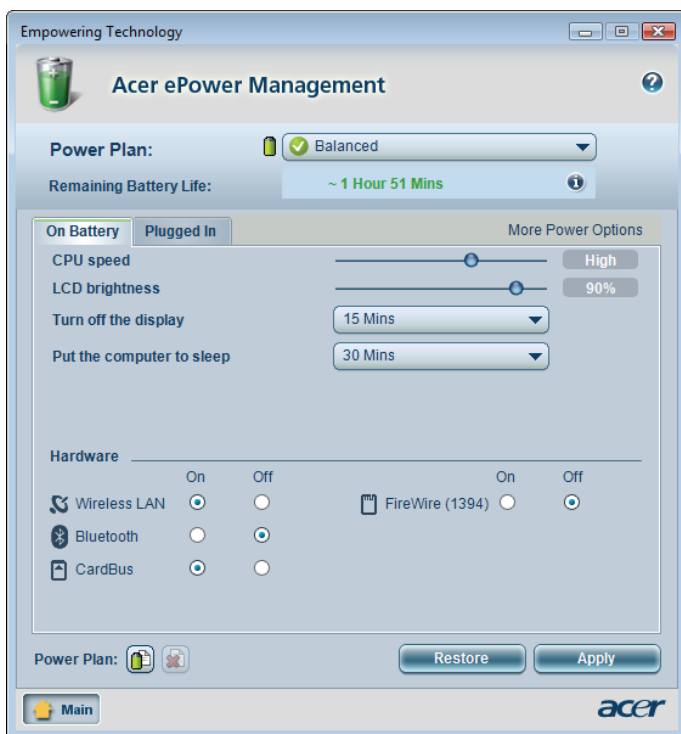 Empowering Technology
Acer ePower Management
Power Plan: Balanced
Remaining Battery Life: ~ 1 Hour 51 Mins
On Battery Plugged In More Power Options
CPU speed High
LCD brightness 90%
Turn off the display 15 Mins
Put the computer to sleep 30 Mins
Hardware
On Off On Off
Wireless LAN FireWire (1394)
Bluetooth
CardBus
Power Plan: Restore Apply
Main acer